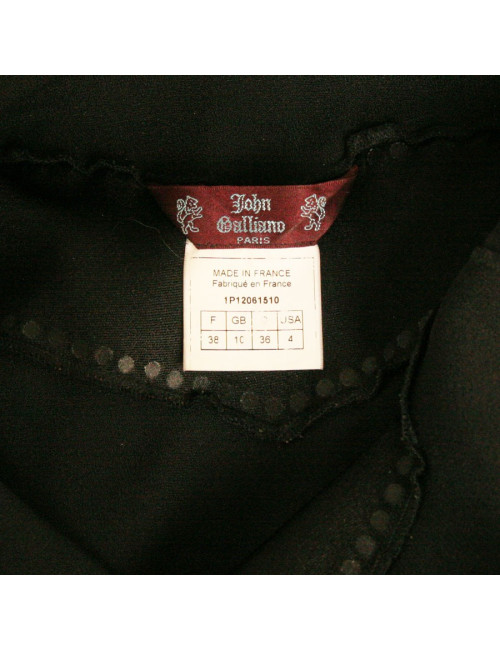 John
Galliano
PARIS
MADE IN FRANCE
Fabriqué en France
1P12061510
F GB USA
38 10 36 4